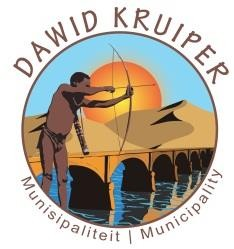 DAWID KRUIPER
Munisipaliteit | Municipality